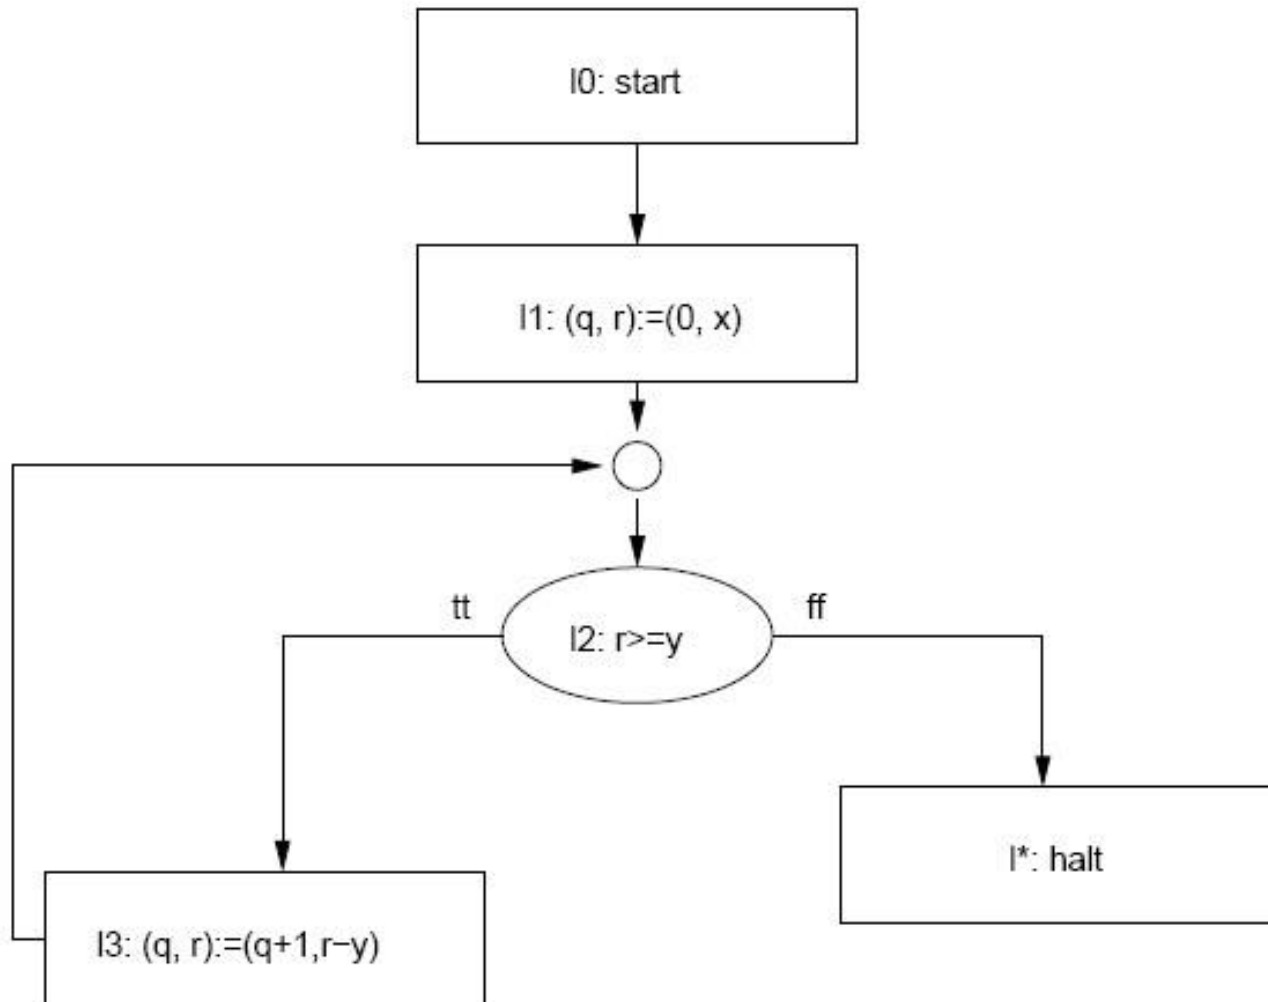 l0: start
l1: (q, r):=(0, x)
tt
ff
l2: r>=y
l*: halt
l3: (q, r):=(q+1,r−y)